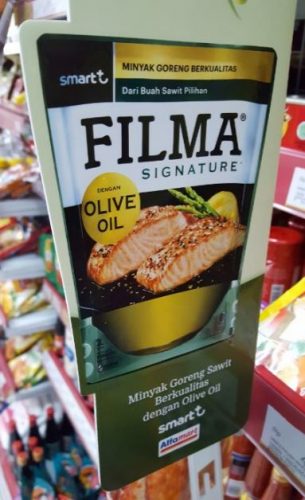 smart
MINYAK GORENG BERKUALITAS
Dari Buah Sawit Pilihan
FILMA®
SIGNATURE™
DENGAN
OLIVE
OIL
Minyak Goreng Sawit
Berkualitas
dengan Olive Oil
smart
Alfamart